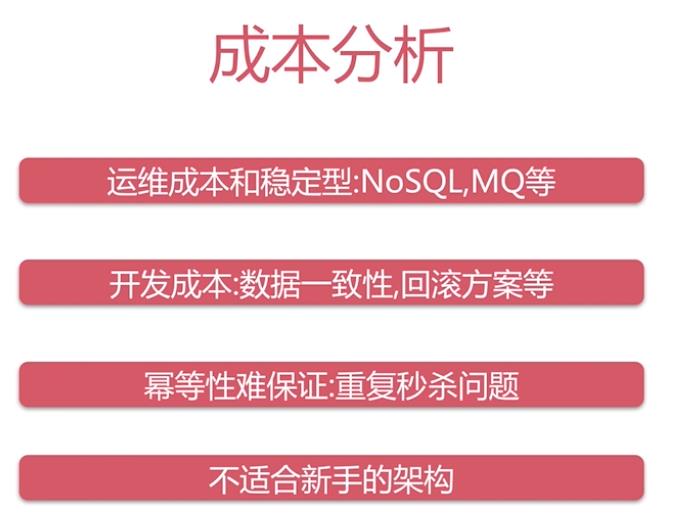 成本分析
运维成本和稳定型:NoSQL,MQ等
开发成本:数据一致性,回滚方案等
幂等性难保证:重复秒杀问题
不适合新手的架构